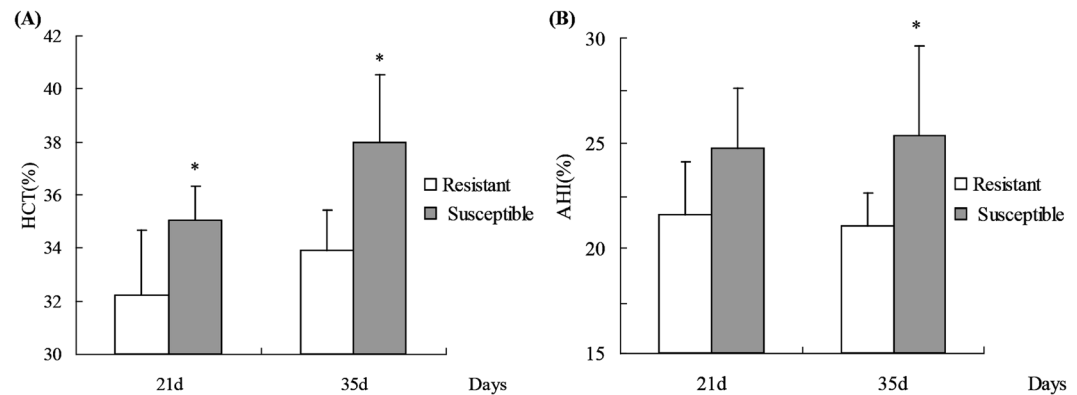 (A)
HCT(%)
42
40
38
36
34
32
30
*
*
Resistant
Susceptible
21d
35d
Days
(B)
AHI(%)
30
25
20
15
*
Resistant
Susceptible
21d
35d
Days